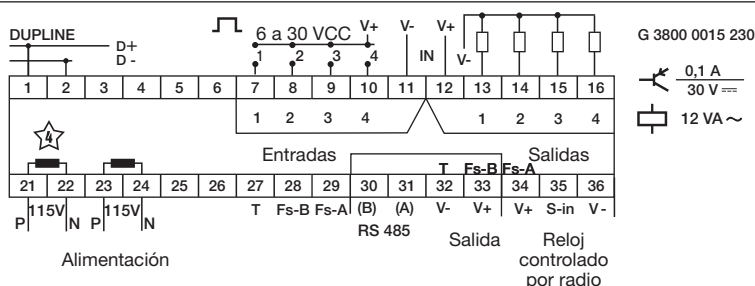 DUPLINE
D+
D -
6 a 30 VCC
V+
V-
V+
IN
V-
1 2 3 4
G 3800 0015 230
0,1 A
30 V
12 VA ~
1 2 3 4 5 6 7 8 9 10 11 12 13 14 15 16
1 2 3 4
1 2 3 4
4
Entradas
Salidas
T Fs-B Fs-A
21 22 23 24 25 26 27 28 29 30 31 32 33 34 35 36
P 115V N P 115V N
T Fs-B Fs-A (B) (A) V- V+ V+ S-in V -
RS 485
Alimentación
Salida
Reloj
controlado
por radio